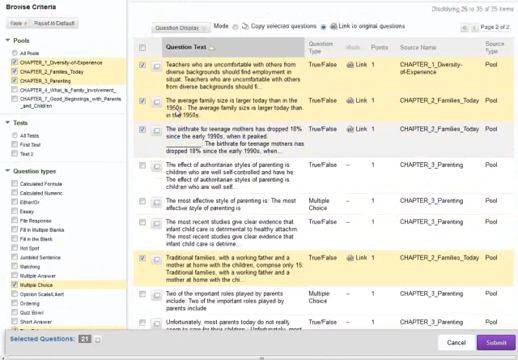 Browse Criteria
Displaying 26 to 35 of 35 items
Reset to Default
Question Display
Mode
Copy selected questions
Link to original questions
Page 2 of 2
Pools
All Pools
CHAPTER_1_Diversity-of-Experience
CHAPTER_2_Families_Today
CHAPTER_3_Parenting
CHAPTER_4_What_Is_Family_Involvement_
CHAPTER_7_Good_Beginnings_with_Parents
_and_Children
Tests
All Tests
First Test
Test 2
Question types
Calculated Formula
Calculated Numeric
Either/Or
Essay
File Response
Fill in Multiple Blanks
Fill in the Blank
Hot Spot
Jumbled Sentence
Matching
Multiple Answer
Multiple Choice
Opinion Scale/Likert
Ordering
Quiz Bowl
Short Answer
Question Text
Question Type
Mode
Points
Source Name
Source Type
Teachers who are uncomfortable with others from
diverse backgrounds should find employment in
situat: Teachers who are uncomfortable with others
from diverse backgrounds should fi...
True/False
Link
1
CHAPTER_1_Diversity-
of-Experience
Pool
The average family size is larger today than in the
1950s.: The average family size is larger today than
in the 1950s.
True/False
Link
1
CHAPTER_2_Families_Today
Pool
The birthrate for teenage mothers has dropped 18%
since the early 1990s, when it peaked.
The birthrate for teenage mothers has
dropped 18% since the early 1990s, when...
True/False
Link
1
CHAPTER_2_Families_Today
Pool
The effect of authoritarian styles of parenting is
children who are well self-controlled and have he:
The effect of authoritarian styles of parenting is
children who are well self...
True/False
--
1
CHAPTER_3_Parenting
Pool
The most effective style of parenting is: The most
effective style of parenting is
Multiple
Choice
--
1
CHAPTER_3_Parenting
Pool
The most recent studies give clear evidence that
infant child care is detrimental to healthy attachm:
The most recent studies give clear evidence that
infant child care is detrime...
True/False
--
1
CHAPTER_3_Parenting
Pool
Traditional families, with a working father and a
mother at home with the children, comprise only 15:
Traditional families, with a working father and a
mother at home with the chi...
True/False
Link
1
CHAPTER_2_Families_Today
Pool
Two of the important roles played by parents
include: Two of the important roles played by
parents include
Multiple
Choice
--
1
CHAPTER_3_Parenting
Pool
Unfortunately, most parents today do not really
True/False
--
1
CHAPTER_3_Parenting
Pool
Selected Questions: 21
Cancel
Submit